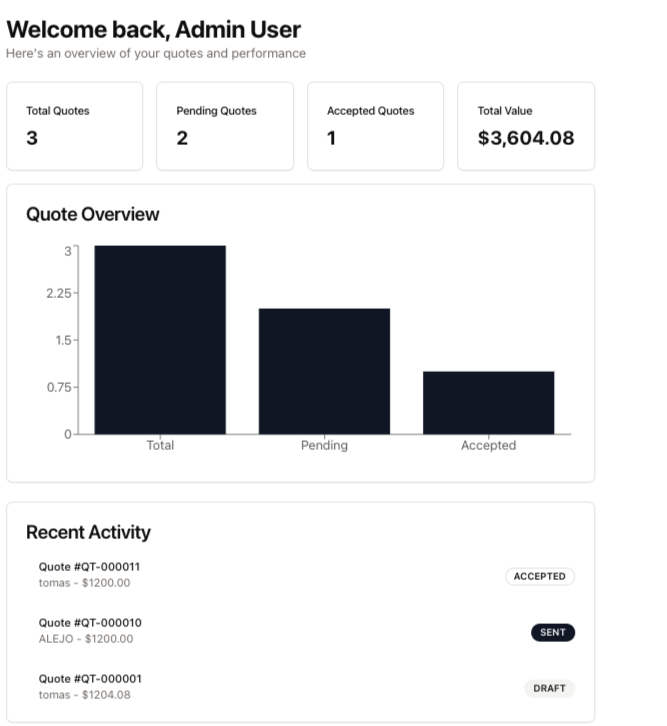 Welcome back, Admin User
Here's an overview of your quotes and performance
Total Quotes
3
Pending Quotes
2
Accepted Quotes
1
Total Value
$3,604.08
Quote Overview
3
2.25
1.5
0.75
0
Total
Pending
Accepted
Recent Activity
Quote #QT-000011
tomas - $1200.00
ACCEPTED
Quote #QT-000010
ALEJO - $1200.00
SENT
Quote #QT-000001
tomas - $1204.08
DRAFT